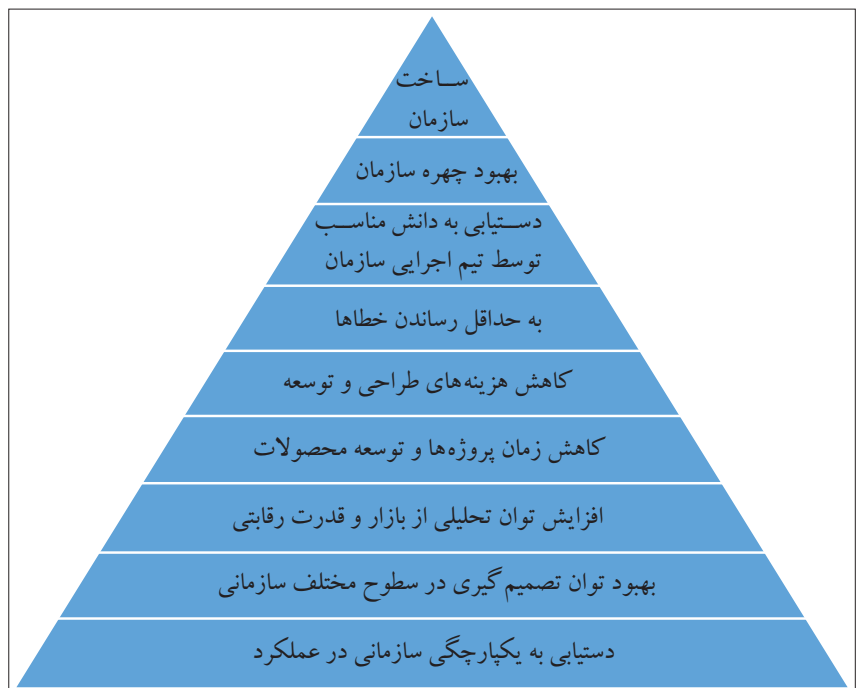 ساخت
سازمان
بهبود چهره سازمان
دستیابی به دانش مناسب
توسط تیم اجرایی سازمان
به حداقل رساندن خطاها
کاهش هزینه‌های طراحی و توسعه
کاهش زمان پروژه‌ها و توسعه محصولات
افزایش توان تحلیلی از بازار و قدرت رقابتی
بهبود توان تصمیم گیری در سطوح مختلف سازمانی
دستیابی به یکپارچگی سازمانی در عملکرد